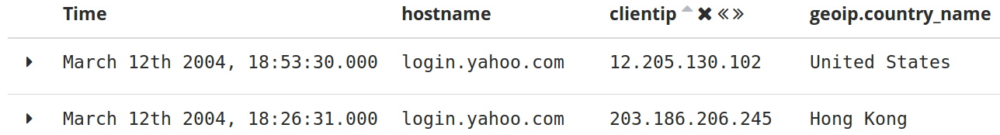 Time hostname clientip geoip.country_name
March 12th 2004, 18:53:30.000 login.yahoo.com 12.205.130.102 United States
March 12th 2004, 18:26:31.000 login.yahoo.com 203.186.206.245 Hong Kong